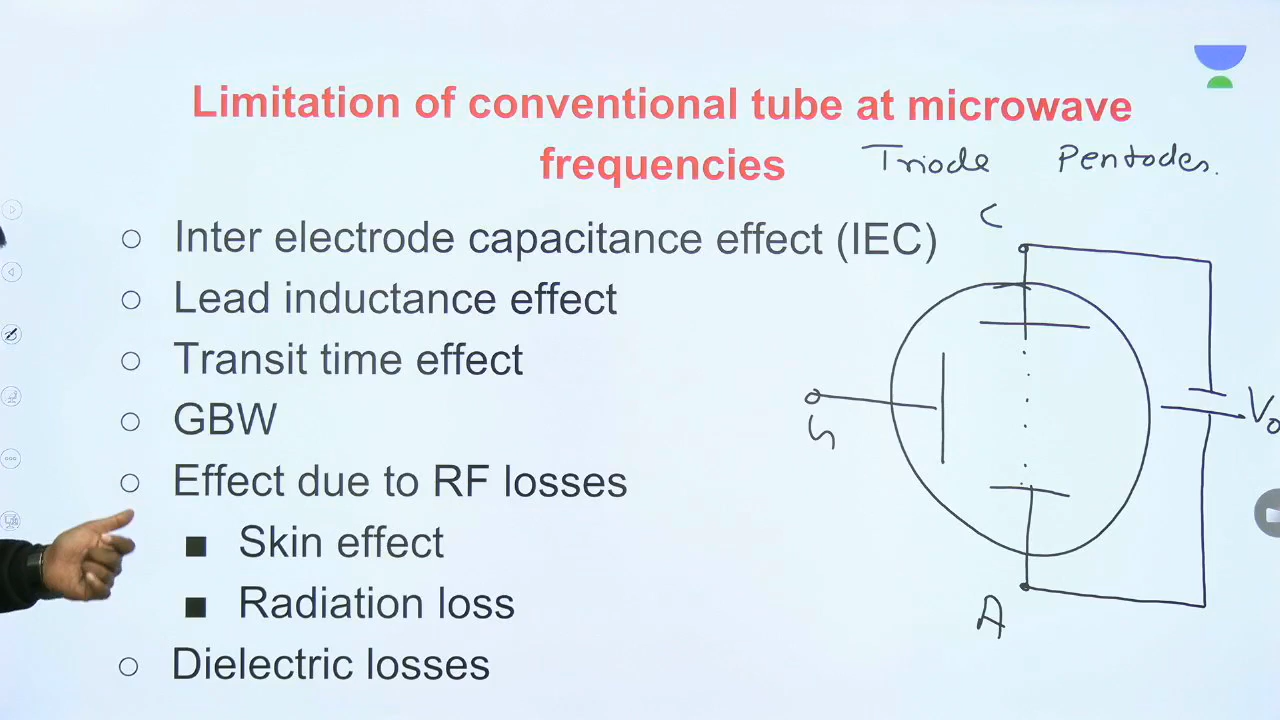 Limitation of conventional tube at microwave
frequencies
Triode Pentodes.
○ Inter electrode capacitance effect (IEC)
○ Lead inductance effect
○ Transit time effect
○ GBW
○ Effect due to RF losses
■ Skin effect
■ Radiation loss
○ Dielectric losses
C
G
V₀
A